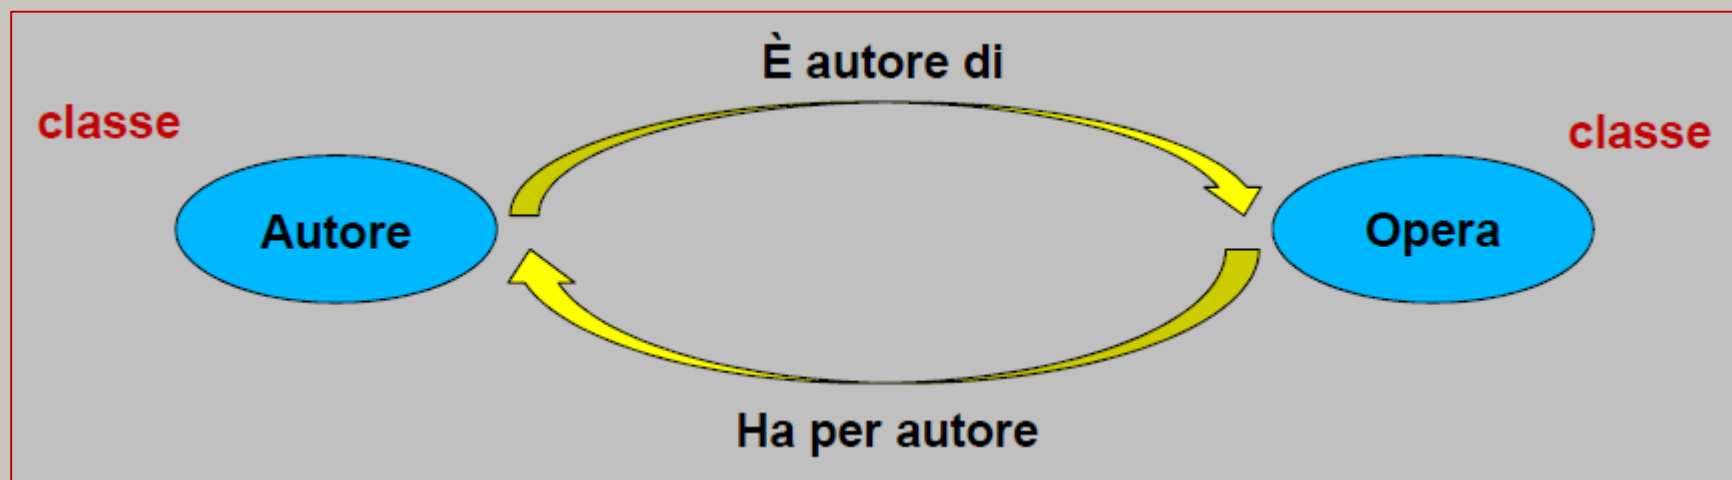 È autore di
classe
classe
Autore
Opera
Ha per autore